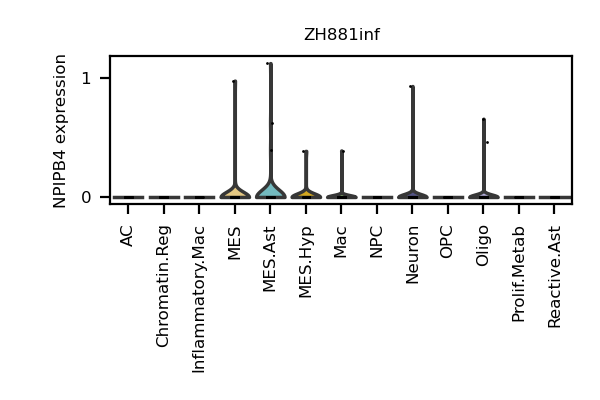 ZH881inf
NPIPB4 expression
1
0
AC
Chromatin.Reg
Inflammatory.Mac
MES
MES.Ast
MES.Hyp
Mac
NPC
Neuron
OPC
Oligo
Prolif.Metab
Reactive.Ast